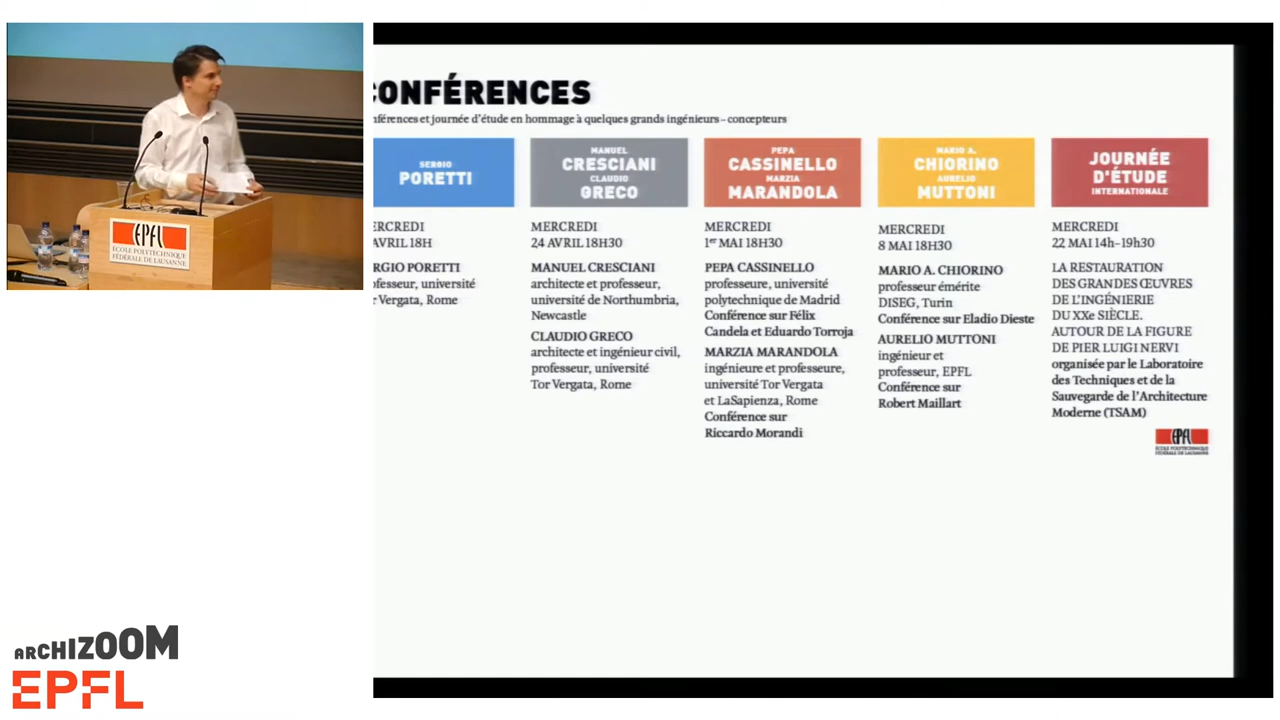 ONFÉRENCES
nférences et journée d'étude en hommage à quelques grands ingénieurs – concepteurs
SERGIO
PORETTI
ERCREDI
AVRIL 18H
RGIO PORETTI
ofesseur, université
r Vergata, Rome
MANUEL
CRESCIANI
CLAUDIO
GRECO
MERCREDI
24 AVRIL 18H30
MANUEL CRESCIANI
architecte et professeur,
université de Northumbria,
Newcastle
CLAUDIO GRECO
architecte et ingénieur civil,
professeur, université
Tor Vergata, Rome
PEPA
CASSINELLO
MARZIA
MARANDOLA
MERCREDI
1er MAI 18H30
PEPA CASSINELLO
professeure, université
polytechnique de Madrid
Conférence sur Félix
Candela et Eduardo Torroja
MARZIA MARANDOLA
ingénieure et professeure,
université Tor Vergata
et LaSapienza, Rome
Conférence sur
Riccardo Morandi
MARIO A.
CHIORINO
AURELIO
MUTTONI
MERCREDI
8 MAI 18H30
MARIO A. CHIORINO
professeur émérite
DISEG, Turin
Conférence sur Eladio Dieste
AURELIO MUTTONI
ingénieur et
professeur, EPFL
Conférence sur
Robert Maillart
JOURNÉE
D'ÉTUDE
INTERNATIONALE
MERCREDI
22 MAI 14h–19h30
LA RESTAURATION
DES GRANDES ŒUVRES
DE L'INGÉNIERIE
DU XXe SIÈCLE.
AUTOUR DE LA FIGURE
DE PIER LUIGI NERVI
organisée par le Laboratoire
des Techniques et de la
Sauvegarde de l'Architecture
Moderne (TSAM)
EPFL
ÉCOLE POLYTECHNIQUE
FÉDÉRALE DE LAUSANNE
EPFL
ÉCOLE POLYTECHNIQUE
FÉDÉRALE DE LAUSANNE
ARCHIZOOM
EPFL